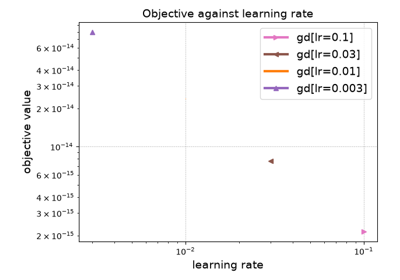 Objective against learning rate
gd[lr=0.1]
gd[lr=0.03]
gd[lr=0.01]
gd[lr=0.003]
6 × 10⁻¹⁴
4 × 10⁻¹⁴
3 × 10⁻¹⁴
2 × 10⁻¹⁴
10⁻¹⁴
6 × 10⁻¹⁵
4 × 10⁻¹⁵
3 × 10⁻¹⁵
2 × 10⁻¹⁵
objective value
10⁻²
10⁻¹
learning rate